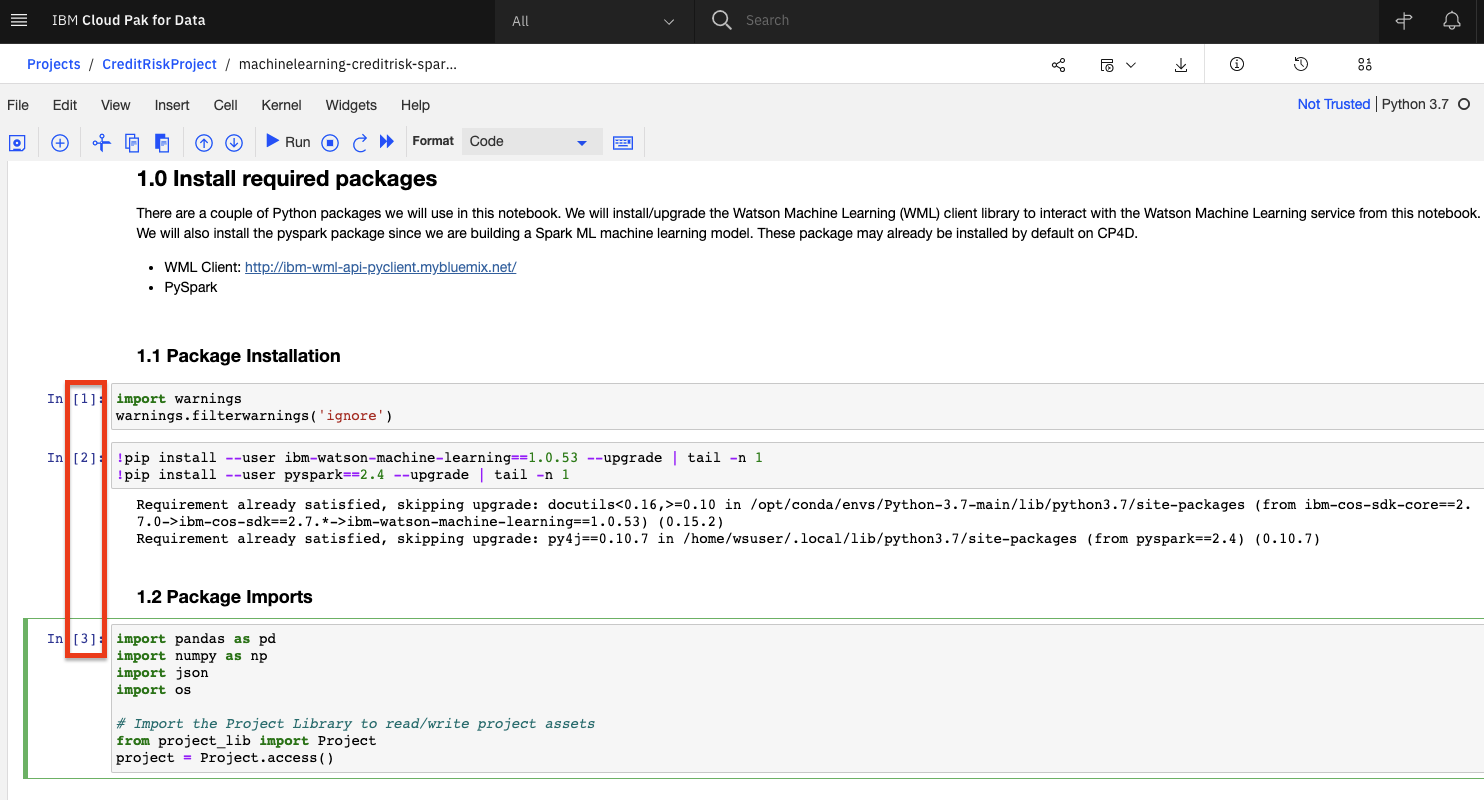 IBM Cloud Pak for Data All Search
Projects / CreditRiskProject / machinelearning-creditrisk-spar...
File Edit View Insert Cell Kernel Widgets Help Not Trusted | Python 3.7
Run Format Code
1.0 Install required packages
There are a couple of Python packages we will use in this notebook. We will install/upgrade the Watson Machine Learning (WML) client library to interact with the Watson Machine Learning service from this notebook.
We will also install the pyspark package since we are building a Spark ML machine learning model. These package may already be installed by default on CP4D.
• WML Client: http://ibm-wml-api-pyclient.mybluemix.net/
• PySpark
1.1 Package Installation
In [1]: import warnings
warnings.filterwarnings('ignore')
In [2]: !pip install --user ibm-watson-machine-learning==1.0.53 --upgrade | tail -n 1
!pip install --user pyspark==2.4 --upgrade | tail -n 1
Requirement already satisfied, skipping upgrade: docutils<0.16,>=0.10 in /opt/conda/envs/Python-3.7-main/lib/python3.7/site-packages (from ibm-cos-sdk-core==2.
7.0->ibm-cos-sdk==2.7.*->ibm-watson-machine-learning==1.0.53) (0.15.2)
Requirement already satisfied, skipping upgrade: py4j==0.10.7 in /home/wsuser/.local/lib/python3.7/site-packages (from pyspark==2.4) (0.10.7)
1.2 Package Imports
In [3]: import pandas as pd
import numpy as np
import json
import os
# Import the Project Library to read/write project assets
from project_lib import Project
project = Project.access()